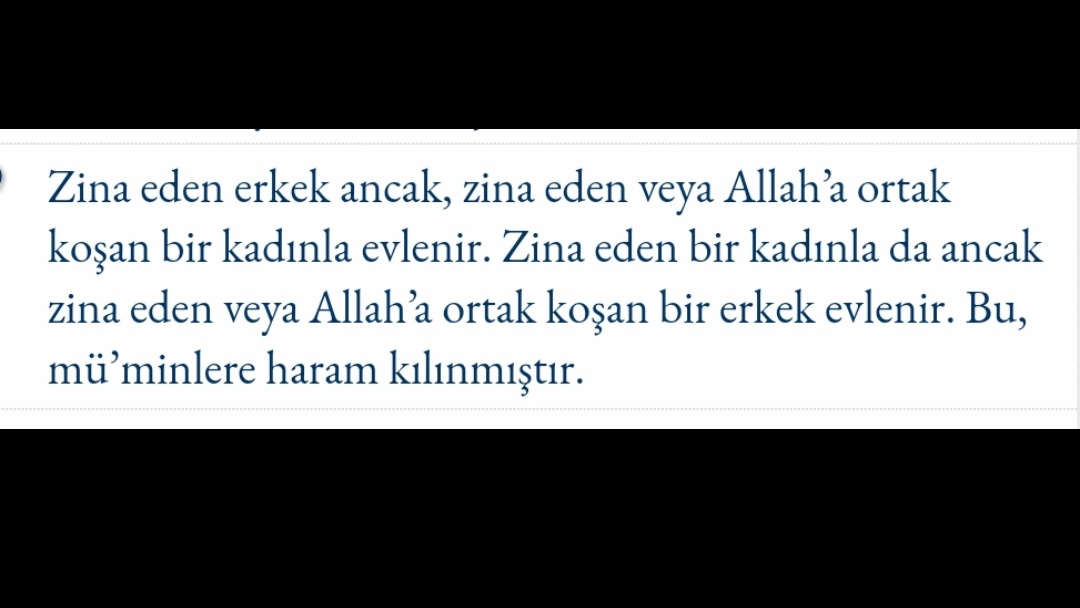 Zina eden erkek ancak, zina eden veya Allah’a ortak
koşan bir kadınla evlenir. Zina eden bir kadınla da ancak
zina eden veya Allah’a ortak koşan bir erkek evlenir. Bu,
mü’minlere haram kılınmıştır.